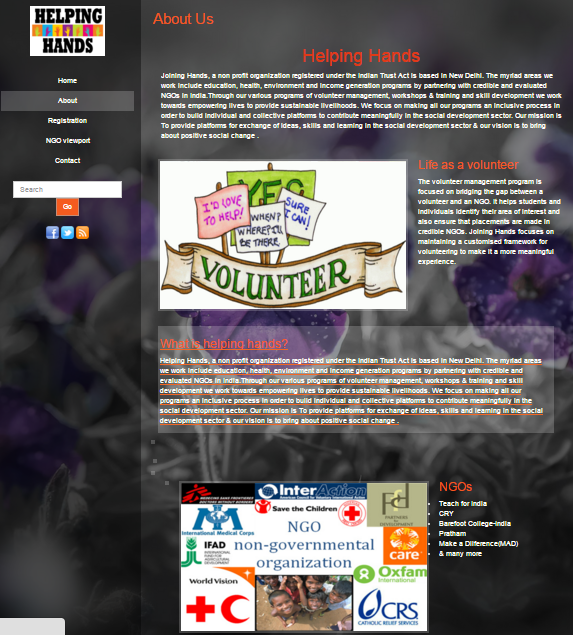 HELPING
HANDS
Home
About
Registration
NGO viewport
Contact
Search
Go
About Us
Helping Hands
Joining Hands, a non profit organization registered under the Indian Trust Act is based in New Delhi. The myriad areas we
work include education, health, environment and income generation programs by partnering with credible and evaluated
NGOs in India.Through our various programs of volunteer management, workshops & training and skill development we work
towards empowering lives to provide sustainable livelihoods. We focus on making all our programs an inclusive process in
order to build individual and collective platforms to contribute meaningfully in the social development sector. Our mission is
To provide platforms for exchange of ideas, skills and learning in the social development sector & our vision is to bring
about positive social change .
YES
I'D LOVE
TO HELP!
SURE
I CAN!
WHEN?
WHERE? I'LL
BE THERE.
VOLUNTEER
Life as a volunteer
The volunteer management program is
focused on bridging the gap between a
volunteer and an NGO. It helps students and
individuals identify their area of interest and
also ensure that placements are made in
credible NGOs. Joining Hands focuses on
maintaining a customised framework for
volunteering to make it a more meaningful
experience.
What is helping hands?
Helping Hands, a non profit organization registered under the Indian Trust Act is based in New Delhi. The myriad areas
we work include education, health, environment and income generation programs by partnering with credible and
evaluated NGOs in India.Through our various programs of volunteer management, workshops & training and skill
development we work towards empowering lives to provide sustainable livelihoods. We focus on making all our
programs an inclusive process in order to build individual and collective platforms to contribute meaningfully in the
social development sector. Our mission is To provide platforms for exchange of ideas, skills and learning in the social
development sector & our vision is to bring about positive social change .
MEDECINS SANS FRONTIERES
DOCTORS WITHOUT BORDERS
InterAction
American Council for Voluntary International Action
Save the Children
PARTNERS
DEVELOPMENT
International Medical Corps
NGO
non-governmental
organization
IFAD
INTERNATIONAL
FUND FOR
AGRICULTURAL
DEVELOPMENT
care
World Vision
Oxfam
International
CRS
CATHOLIC RELIEF SERVICES
NGOs
Teach for India
CRY
Barefoot College-India
Pratham
Make a Difference(MAD)
& many more